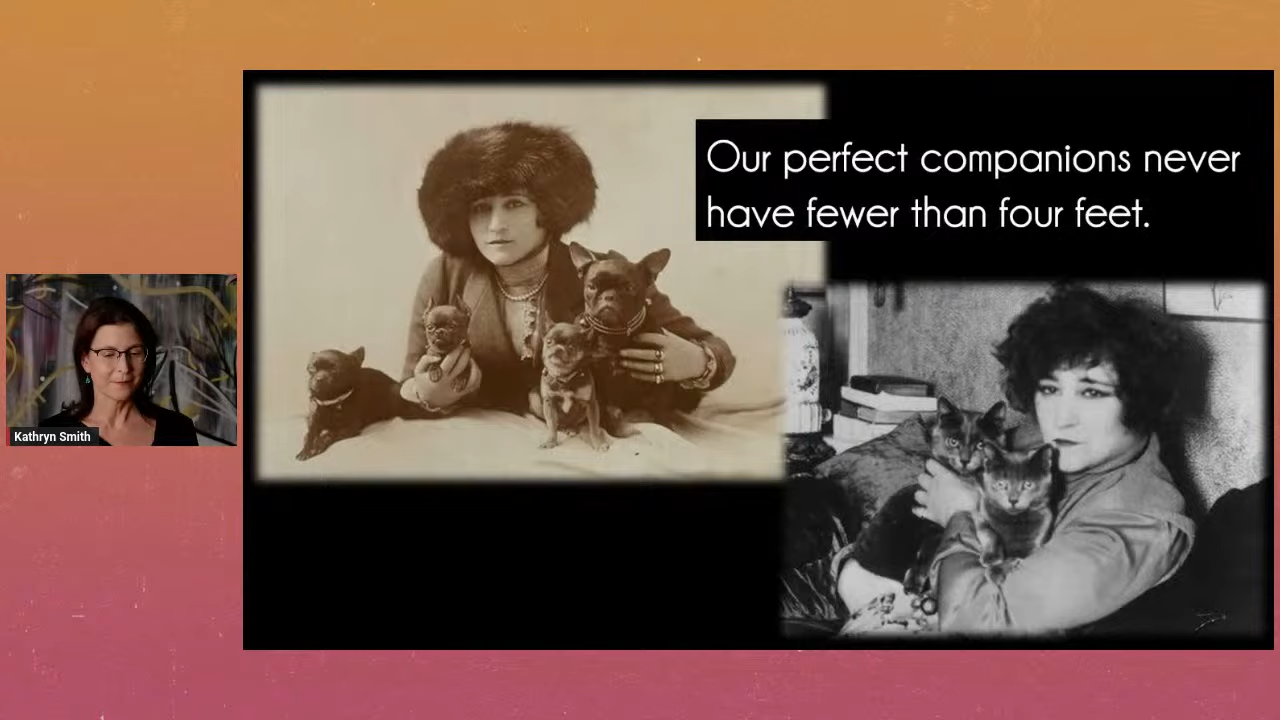 Our perfect companions never
have fewer than four feet.
Kathryn Smith